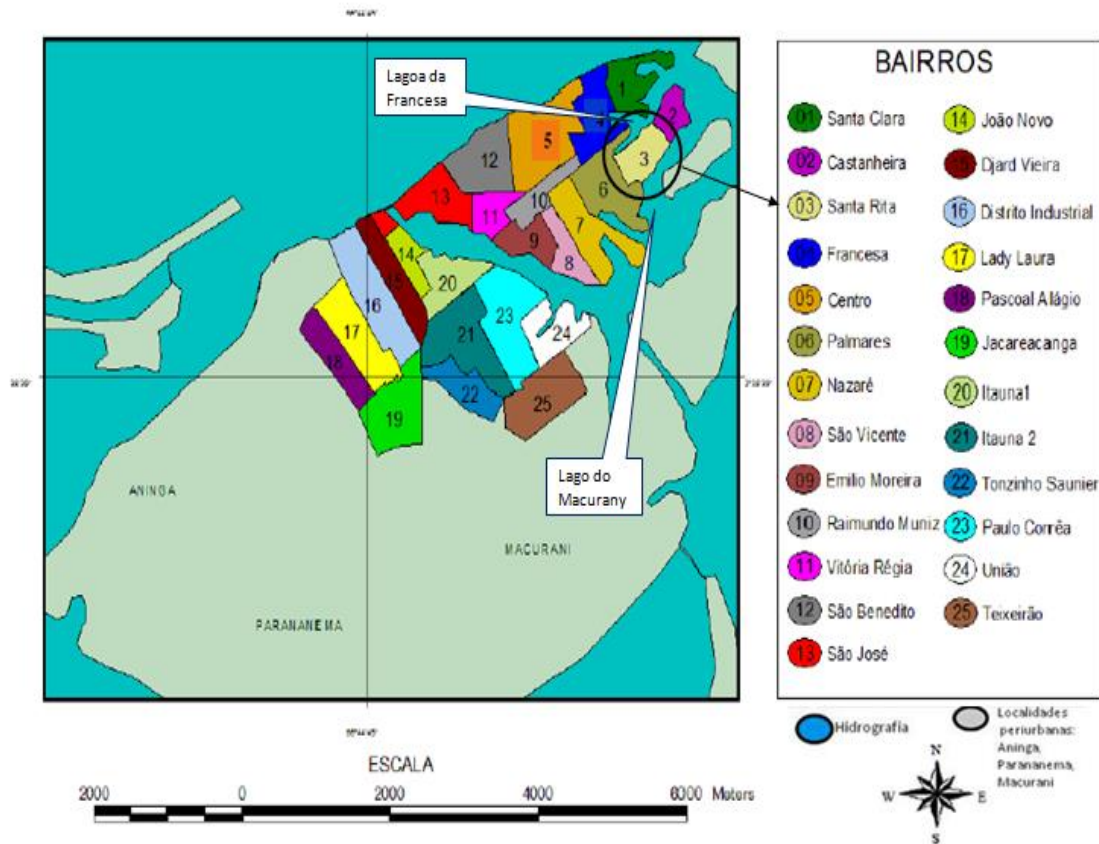 Lagoa da
Francesa
1
2
3
4
5
6
7
8
9
10
11
12
13
14
15
16
17
18
19
20
21
22
23
24
25
Lago do
Macurany
ANINGA
MACURANI
PARANANEMA
BAIRROS
01 Santa Clara
02 Castanheira
03 Santa Rita
04 Francesa
05 Centro
06 Palmares
07 Nazaré
08 São Vicente
09 Emilio Moreira
10 Raimundo Muniz
11 Vitória Régia
12 São Benedito
13 São José
14 João Novo
15 Djard Vieira
16 Distrito Industrial
17 Lady Laura
18 Pascoal Alágio
19 Jacareacanga
20 Itauna1
21 Itauna 2
22 Tonzinho Saunier
23 Paulo Corrêa
24 União
25 Teixeirão
Hidrografia
Localidades
periurbanas:
Aninga,
Parananema,
Macurani
N
W E
S
ESCALA
2000 0 2000 4000 6000 Meters